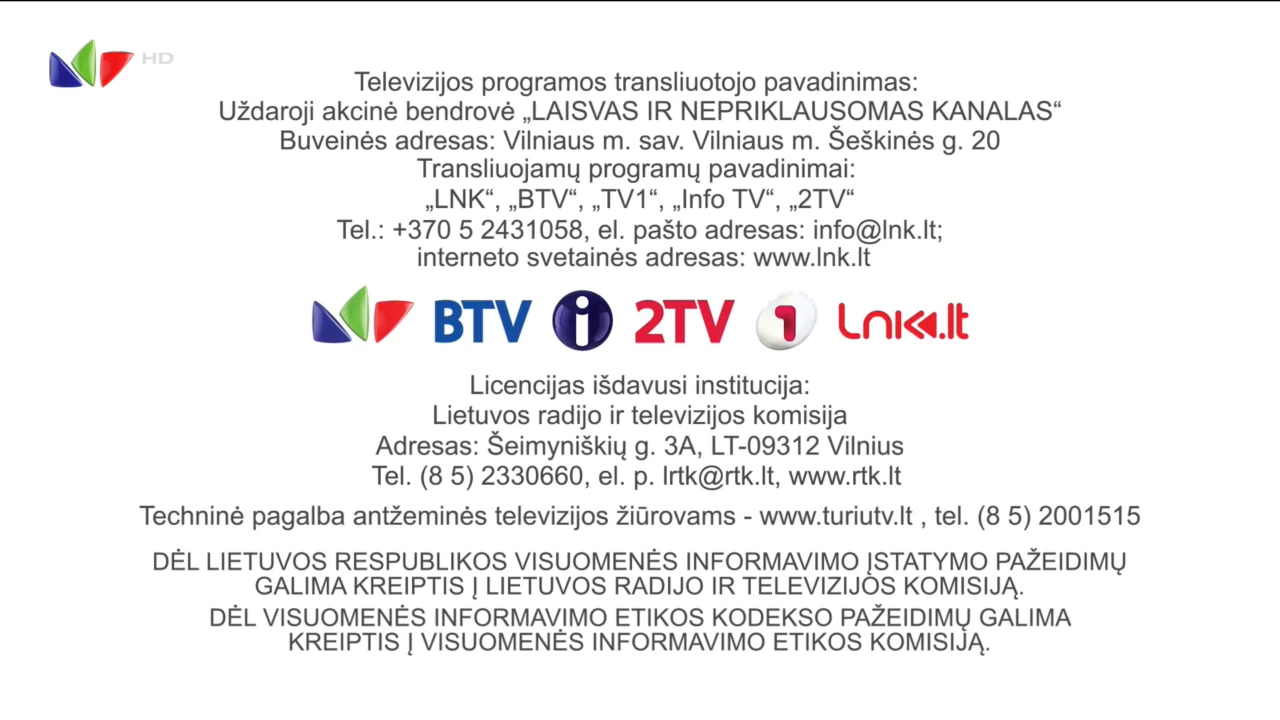 HD
Televizijos programos transliuotojo pavadinimas:
Uždaroji akcinė bendrovė „LAISVAS IR NEPRIKLAUSOMAS KANALAS“
Buveinės adresas: Vilniaus m. sav. Vilniaus m. Šeškinės g. 20
Transliuojamų programų pavadinimai:
„LNK“, „BTV“, „TV1“, „Info TV“, „2TV“
Tel.: +370 5 2431058, el. pašto adresas: info@lnk.lt;
interneto svetainės adresas: www.lnk.lt
BTV i 2TV 1 lnk.lt
Licencijas išdavusi institucija:
Lietuvos radijo ir televizijos komisija
Adresas: Šeimyniškių g. 3A, LT-09312 Vilnius
Tel. (8 5) 2330660, el. p. lrtk@rtk.lt, www.rtk.lt
Techninė pagalba antžeminės televizijos žiūrovams - www.turiutv.lt , tel. (8 5) 2001515
DĖL LIETUVOS RESPUBLIKOS VISUOMENĖS INFORMAVIMO ĮSTATYMO PAŽEIDIMŲ
GALIMA KREIPTIS Į LIETUVOS RADIJO IR TELEVIZIJOS KOMISIJĄ.
DĖL VISUOMENĖS INFORMAVIMO ETIKOS KODEKSO PAŽEIDIMŲ GALIMA
KREIPTIS Į VISUOMENĖS INFORMAVIMO ETIKOS KOMISIJĄ.